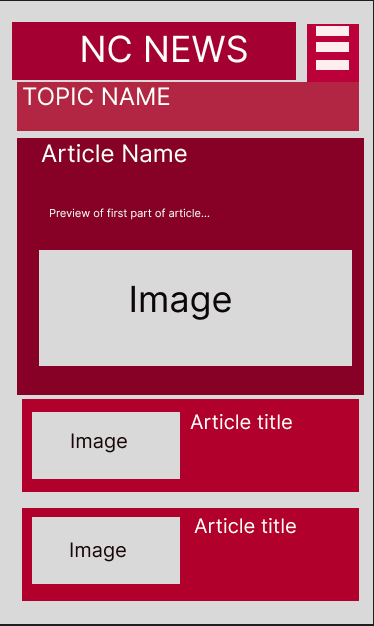 NC NEWS
TOPIC NAME
Article Name
Preview of first part of article...
Image
Image
Article title
Image
Article title